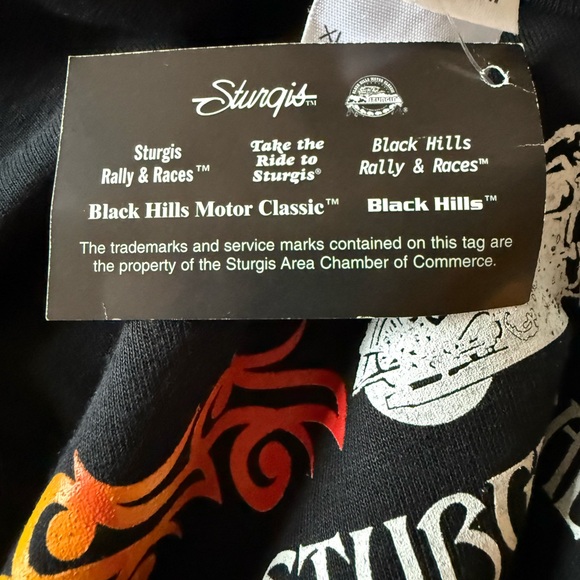 Sturgis™
STURGIS
Sturgis
Rally & Races™
Take the
Ride to
Sturgis®
Black Hills
Rally & Races™
Black Hills Motor Classic™
Black Hills™
The trademarks and service marks contained on this tag are
the property of the Sturgis Area Chamber of Commerce.